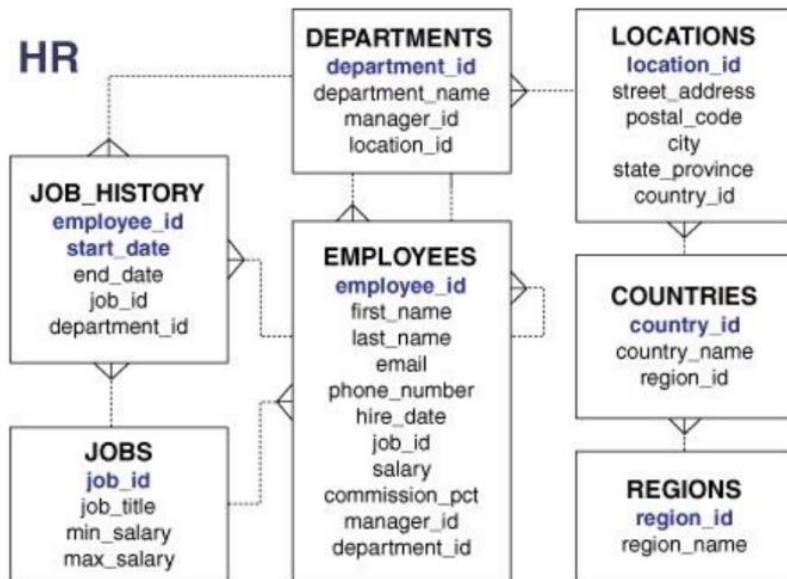 HR
DEPARTMENTS
department_id
department_name
manager_id
location_id
LOCATIONS
location_id
street_address
postal_code
city
state_province
country_id
JOB_HISTORY
employee_id
start_date
end_date
job_id
department_id
EMPLOYEES
employee_id
first_name
last_name
email
phone_number
hire_date
job_id
salary
commission_pct
manager_id
department_id
COUNTRIES
country_id
country_name
region_id
JOBS
job_id
job_title
min_salary
max_salary
REGIONS
region_id
region_name